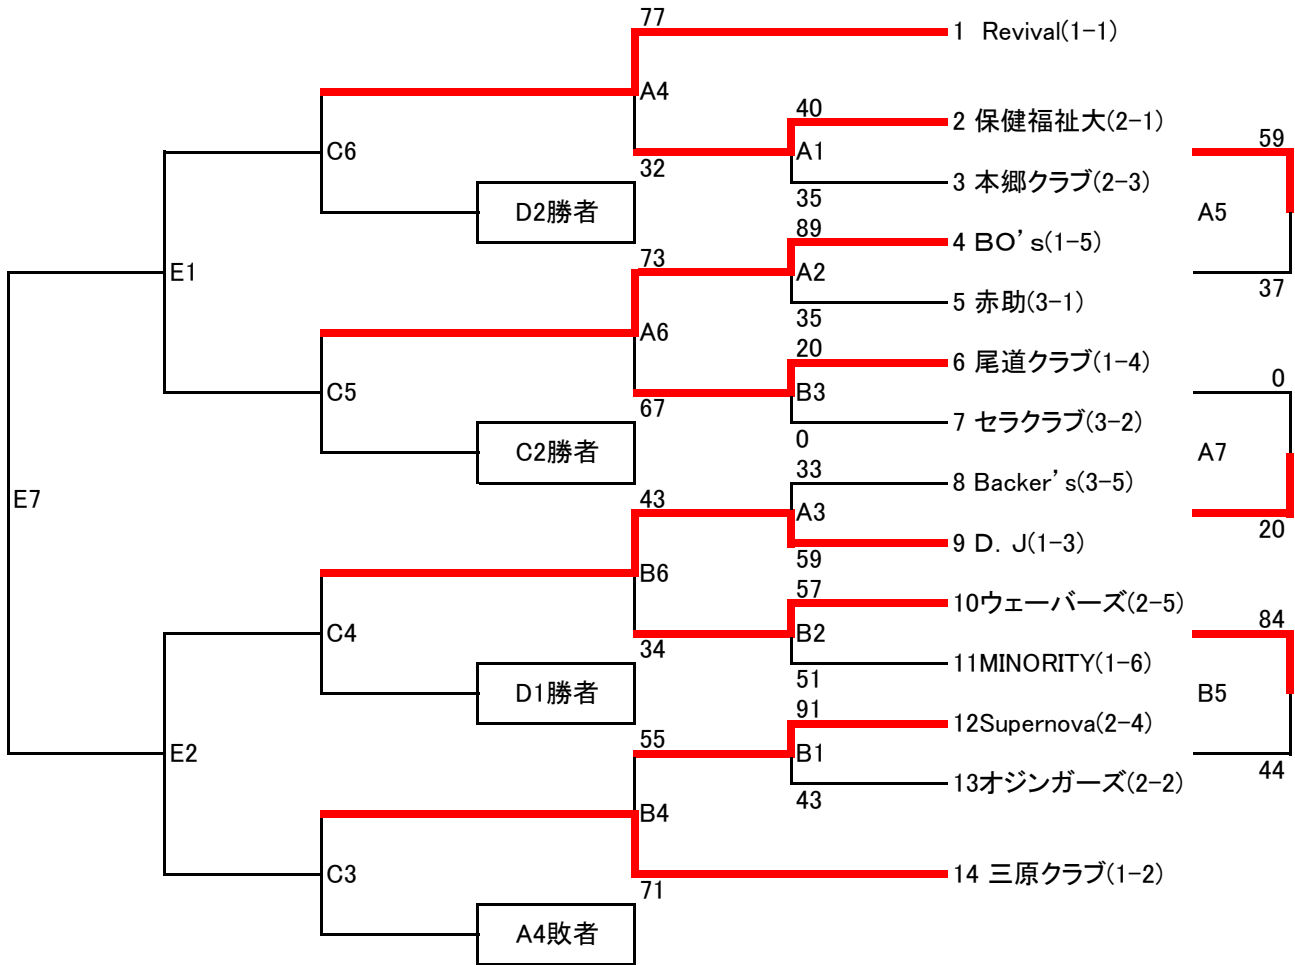 77
1 Revival(1-1)
A4
40
2 保健福祉大(2-1)
59
C6
A1
32
3 本郷クラブ(2-3)
35
D2勝者
A5
89
4 BO's(1-5)
73
E1
A2
37
5 赤助(3-1)
35
A6
20
6 尾道クラブ(1-4)
0
C5
B3
67
7 セラクラブ(3-2)
0
C2勝者
A7
33
8 Backer's(3-5)
E7
43
A3
20
9 D. J(1-3)
59
B6
57
10ウェーバーズ(2-5)
84
C4
B2
34
11MINORITY(1-6)
51
D1勝者
B5
91
12Supernova(2-4)
55
E2
B1
44
13オジンガーズ(2-2)
43
B4
C3
14 三原クラブ(1-2)
71
A4敗者